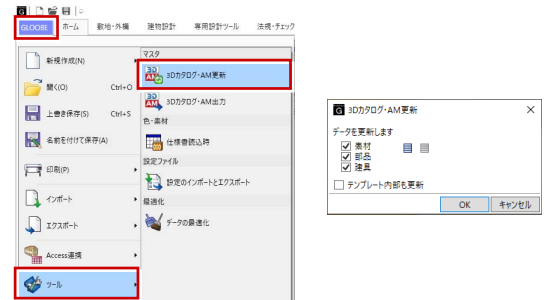 GLOOBE ホーム 敷地・外構 建物設計 専用設計ツール 法規・チェック
新規作成(N)
開く(O) Ctrl+O
上書き保存(S) Ctrl+S
名前を付けて保存(A)
印刷(P)
インポート
エクスポート
Access連携
ツール
マスタ
3Dカタログ・AM更新
3Dカタログ・AM出力
色・素材
仕様書読込時
設定ファイル
設定のインポートとエクスポート
最適化
データの最適化
G 3Dカタログ・AM更新
データを更新します
素材
部品
建具
テンプレート内部も更新
OK キャンセル